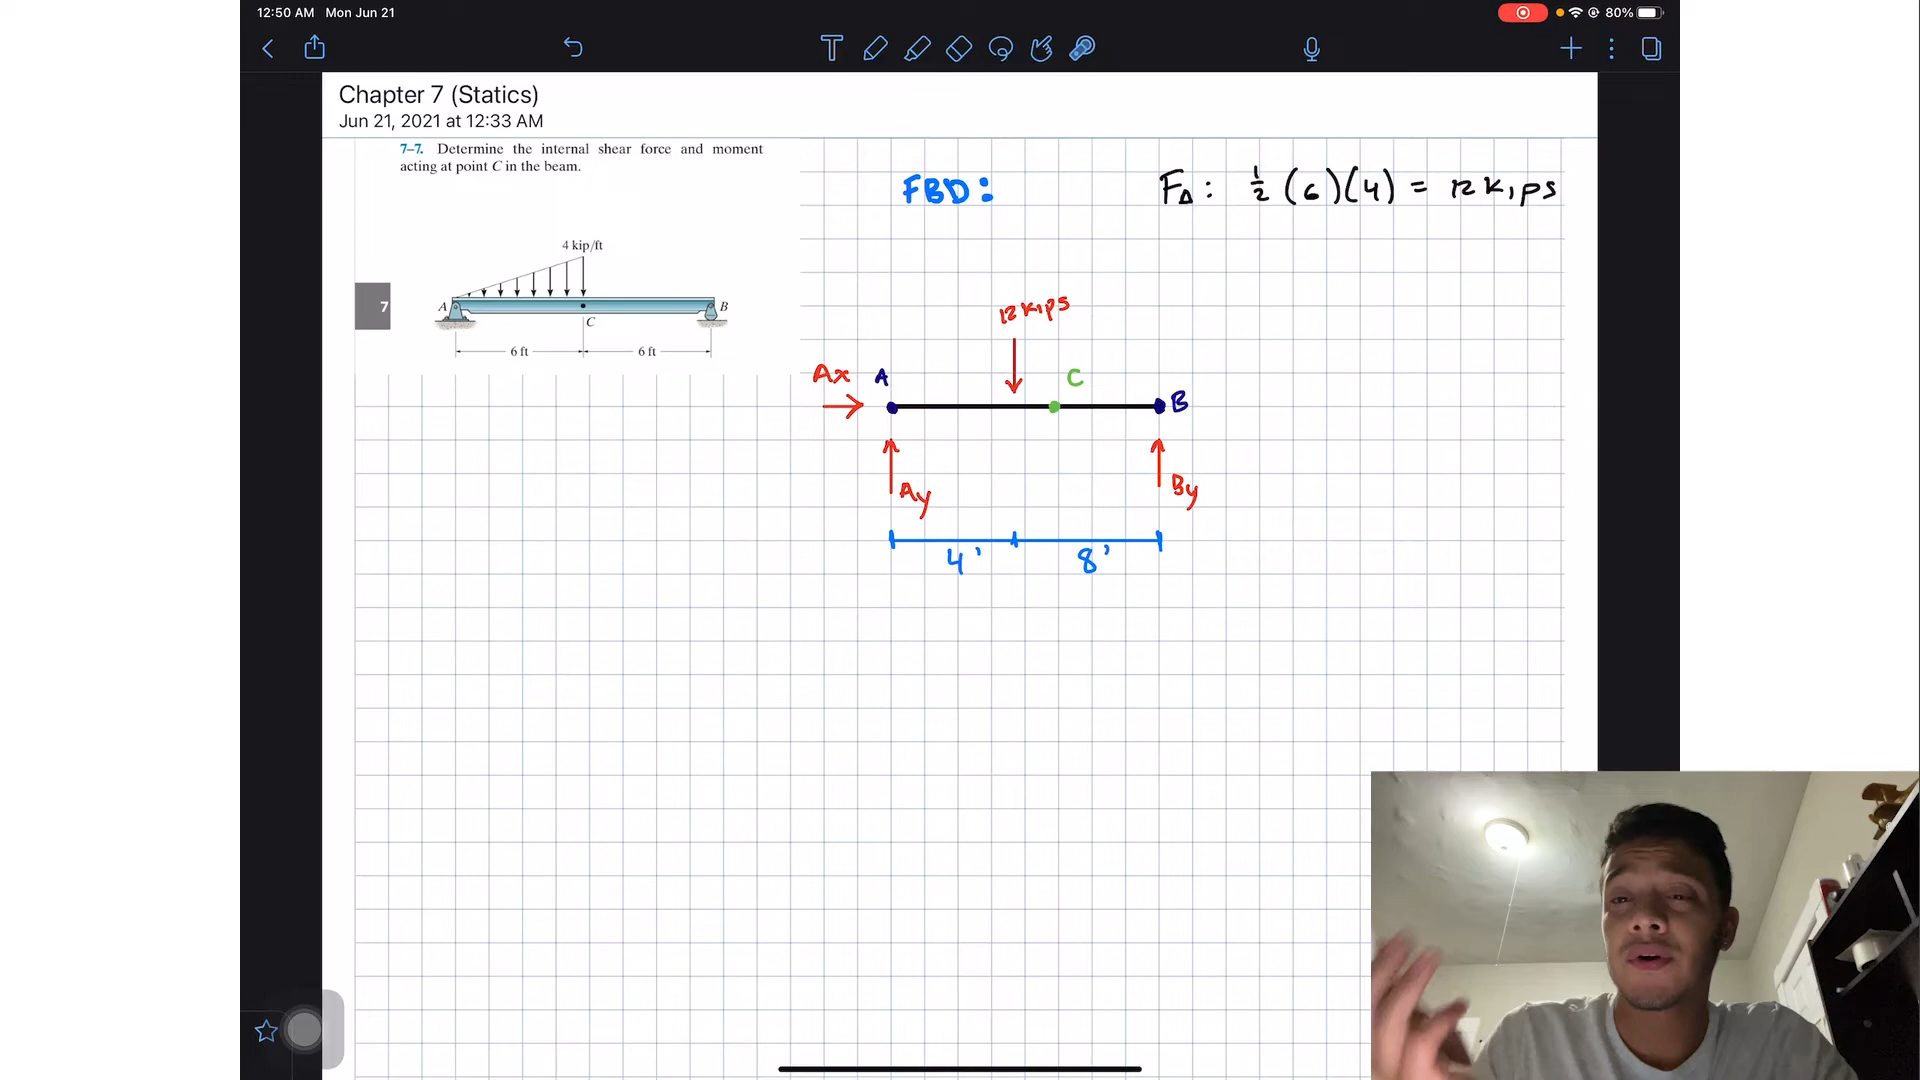 12:50 AM Mon Jun 21
80%
Chapter 7 (Statics)
Jun 21, 2021 at 12:33 AM
7–7. Determine the internal shear force and moment
acting at point C in the beam.
4 kip/ft
7
A
B
C
6 ft
6 ft
FBD:
F△: ½ (6)(4) = 12 kips
12 kips
Ax
A
C
B
Ay
By
4'
8'